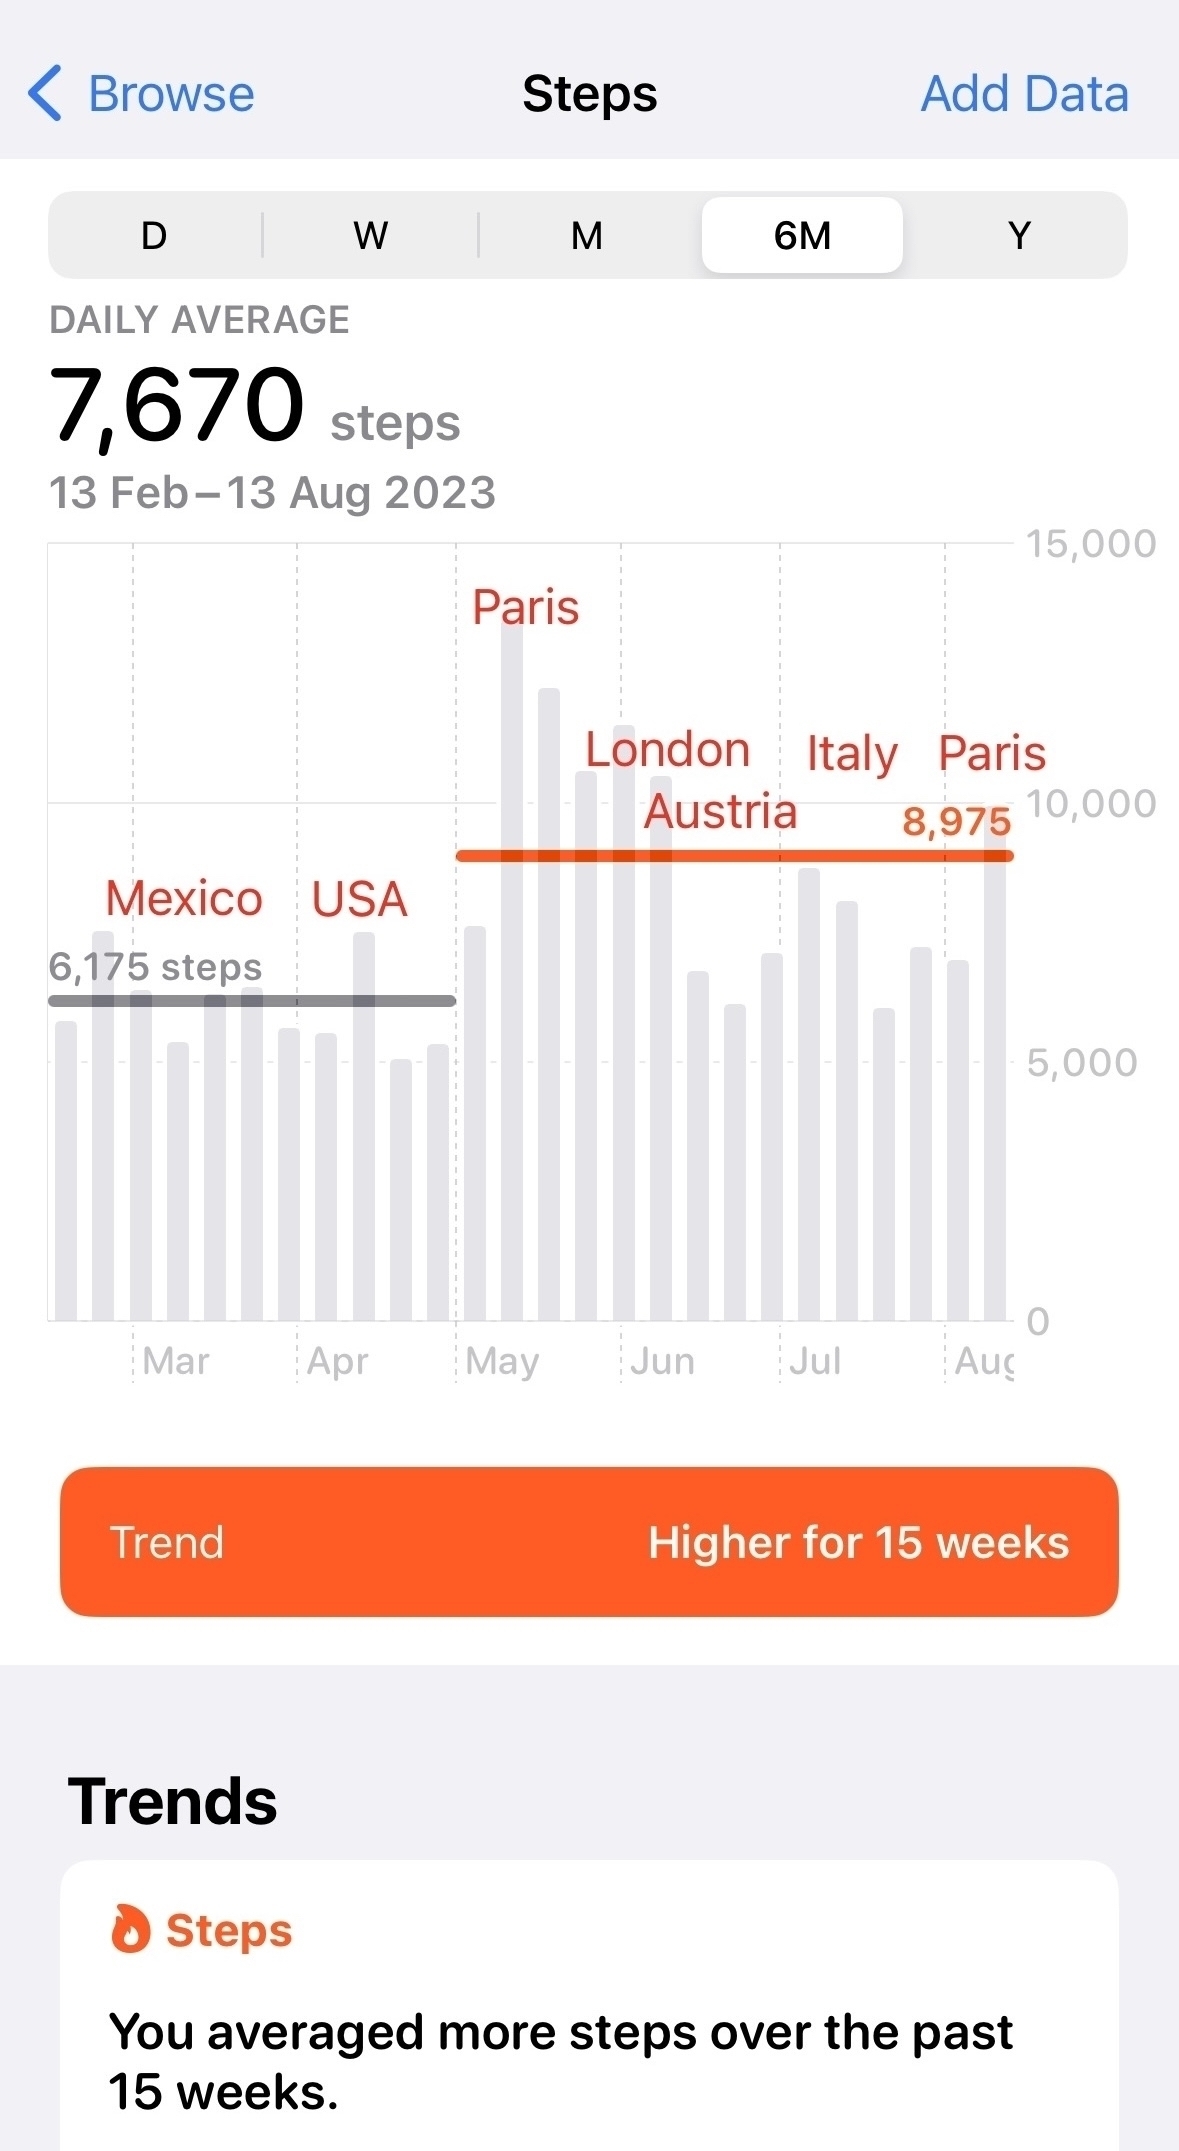 Browse Steps Add Data
D W M 6M Y
DAILY AVERAGE
7,670 steps
13 Feb–13 Aug 2023
15,000
Paris
London Italy Paris
10,000
Austria 8,975
Mexico USA
6,175 steps
5,000
0
Mar Apr May Jun Jul Aug
Trend Higher for 15 weeks
Trends
Steps
You averaged more steps over the past
15 weeks.